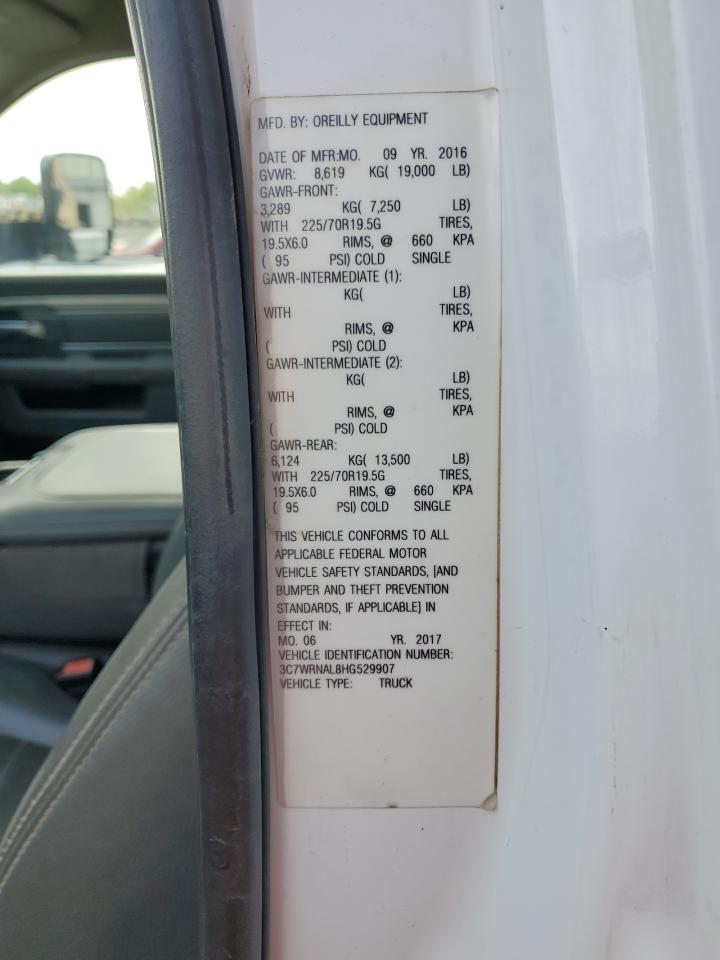 MFD. BY: OREILLY EQUIPMENT
DATE OF MFR:MO. 09 YR. 2016
GVWR: 8,619 KG( 19,000 LB)
GAWR-FRONT:
3,289 KG( 7,250 LB)
WITH 225/70R19.5G TIRES,
19.5X6.0 RIMS, @ 660 KPA
( 95 PSI) COLD SINGLE
GAWR-INTERMEDIATE (1):
KG( LB)
WITH TIRES,
RIMS, @ KPA
( PSI) COLD
GAWR-INTERMEDIATE (2):
KG( LB)
WITH TIRES,
RIMS, @ KPA
( PSI) COLD
GAWR-REAR:
6,124 KG( 13,500 LB)
WITH 225/70R19.5G TIRES,
19.5X6.0 RIMS, @ 660 KPA
( 95 PSI) COLD SINGLE
THIS VEHICLE CONFORMS TO ALL
APPLICABLE FEDERAL MOTOR
VEHICLE SAFETY STANDARDS, [AND
BUMPER AND THEFT PREVENTION
STANDARDS, IF APPLICABLE] IN
EFFECT IN:
MO. 06 YR. 2017
VEHICLE IDENTIFICATION NUMBER:
3C7WRNAL8HG529907
VEHICLE TYPE: TRUCK